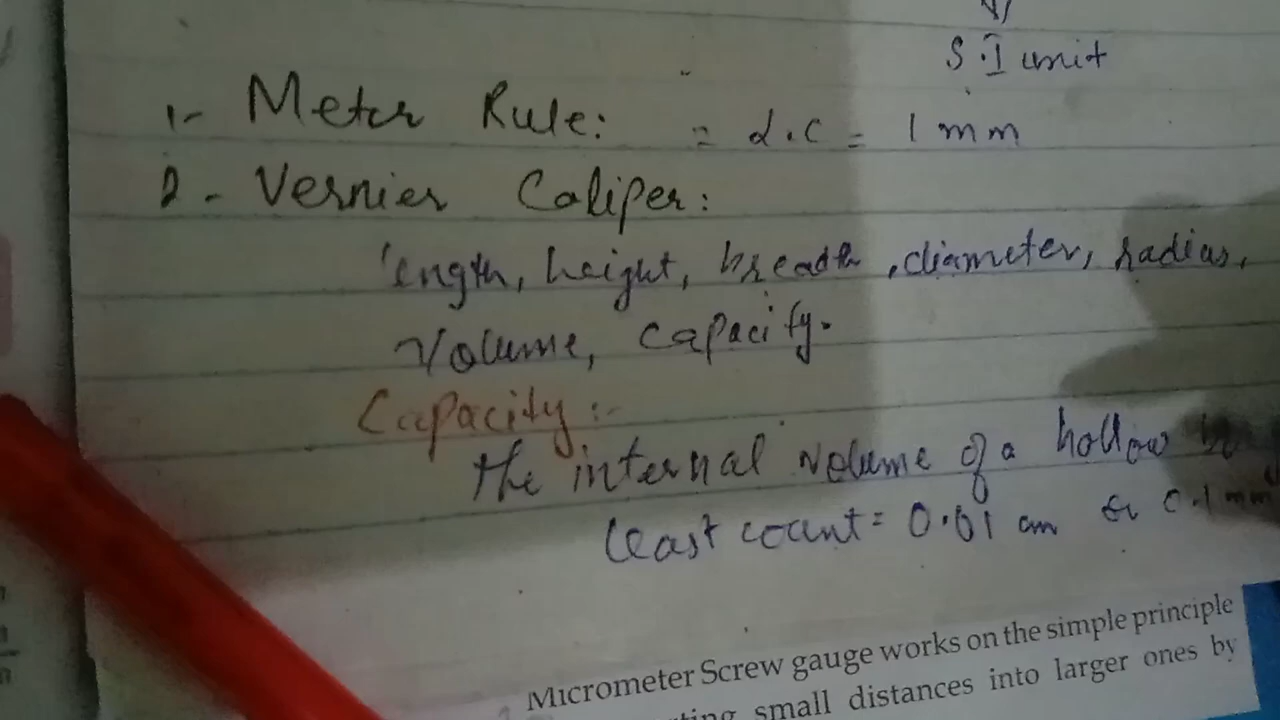 S.I unit
1- Meter Rule: = L.C = 1 mm
2- Vernier Caliper:
length, height, breadth, diameter, radius,
Volume, Capacity.
Capacity:-
the internal volume of a hollow
least count = 0.01 cm or 0.1 mm
Micrometer Screw gauge works on the simple principle
small distances into larger ones by